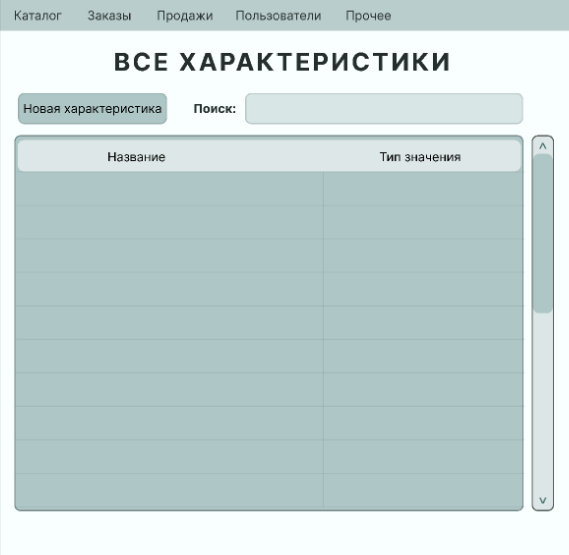 Каталог Заказы Продажи Пользователи Прочее
ВСЕ ХАРАКТЕРИСТИКИ
Новая характеристика Поиск:
Название Тип значения